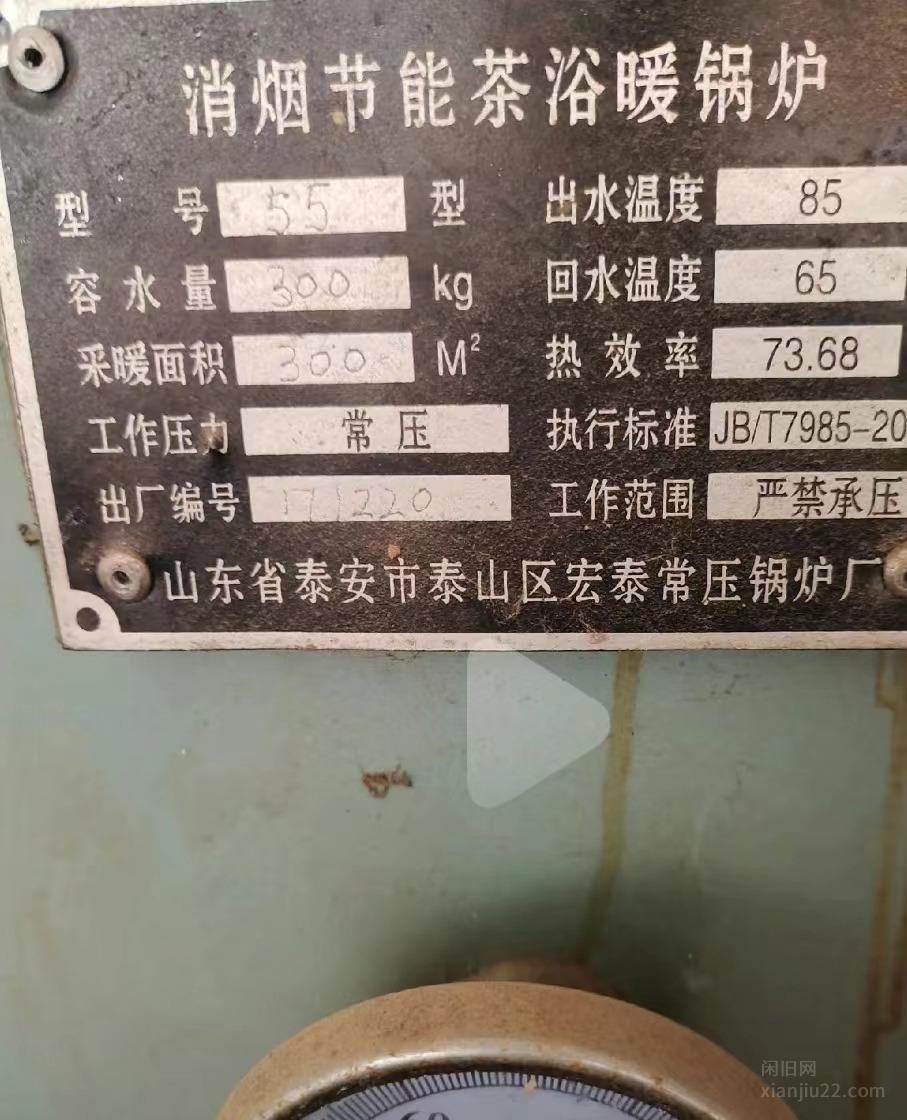 消烟节能茶浴暖锅炉
型号 55 型 出水温度 85
容水量 300 kg 回水温度 65
采暖面积 300 M² 热效率 73.68
工作压力 常压 执行标准 JB/T7985-20
出厂编号 171220 工作范围 严禁承压
山东省泰安市泰山区宏泰常压锅炉厂
60
闲旧网
xianjiu22.com